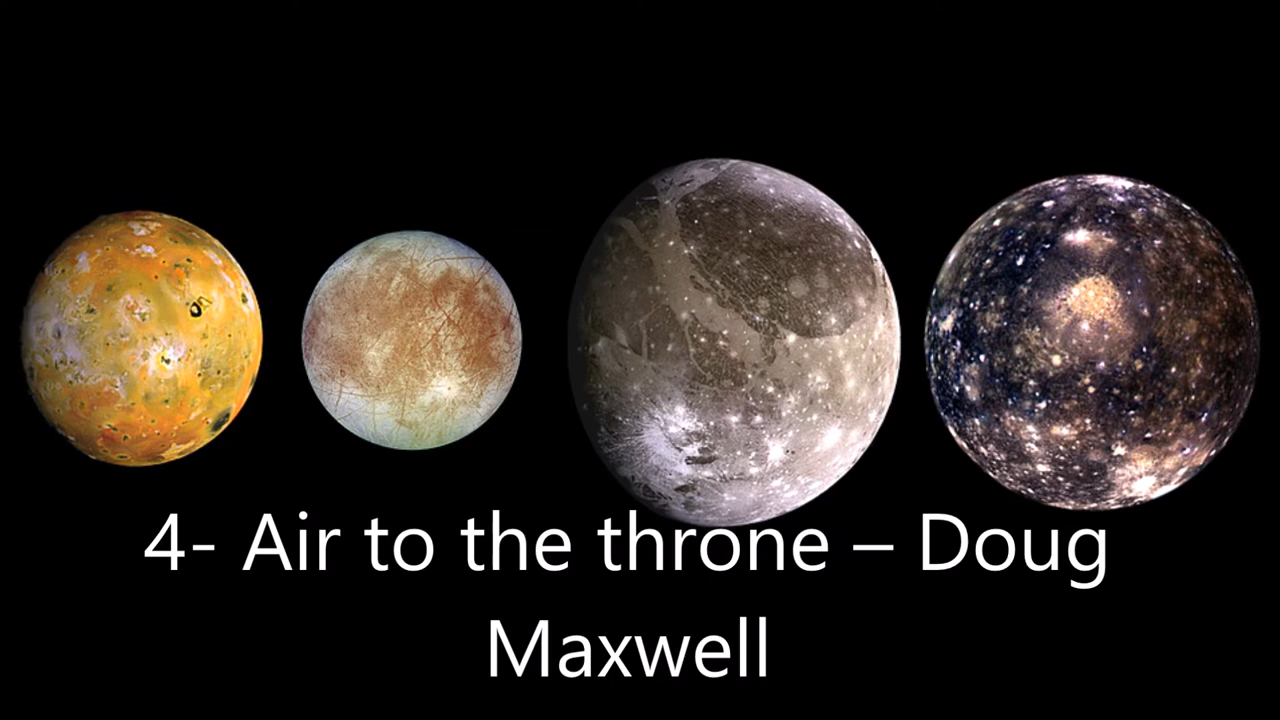 4- Air to the throne – Doug
Maxwell